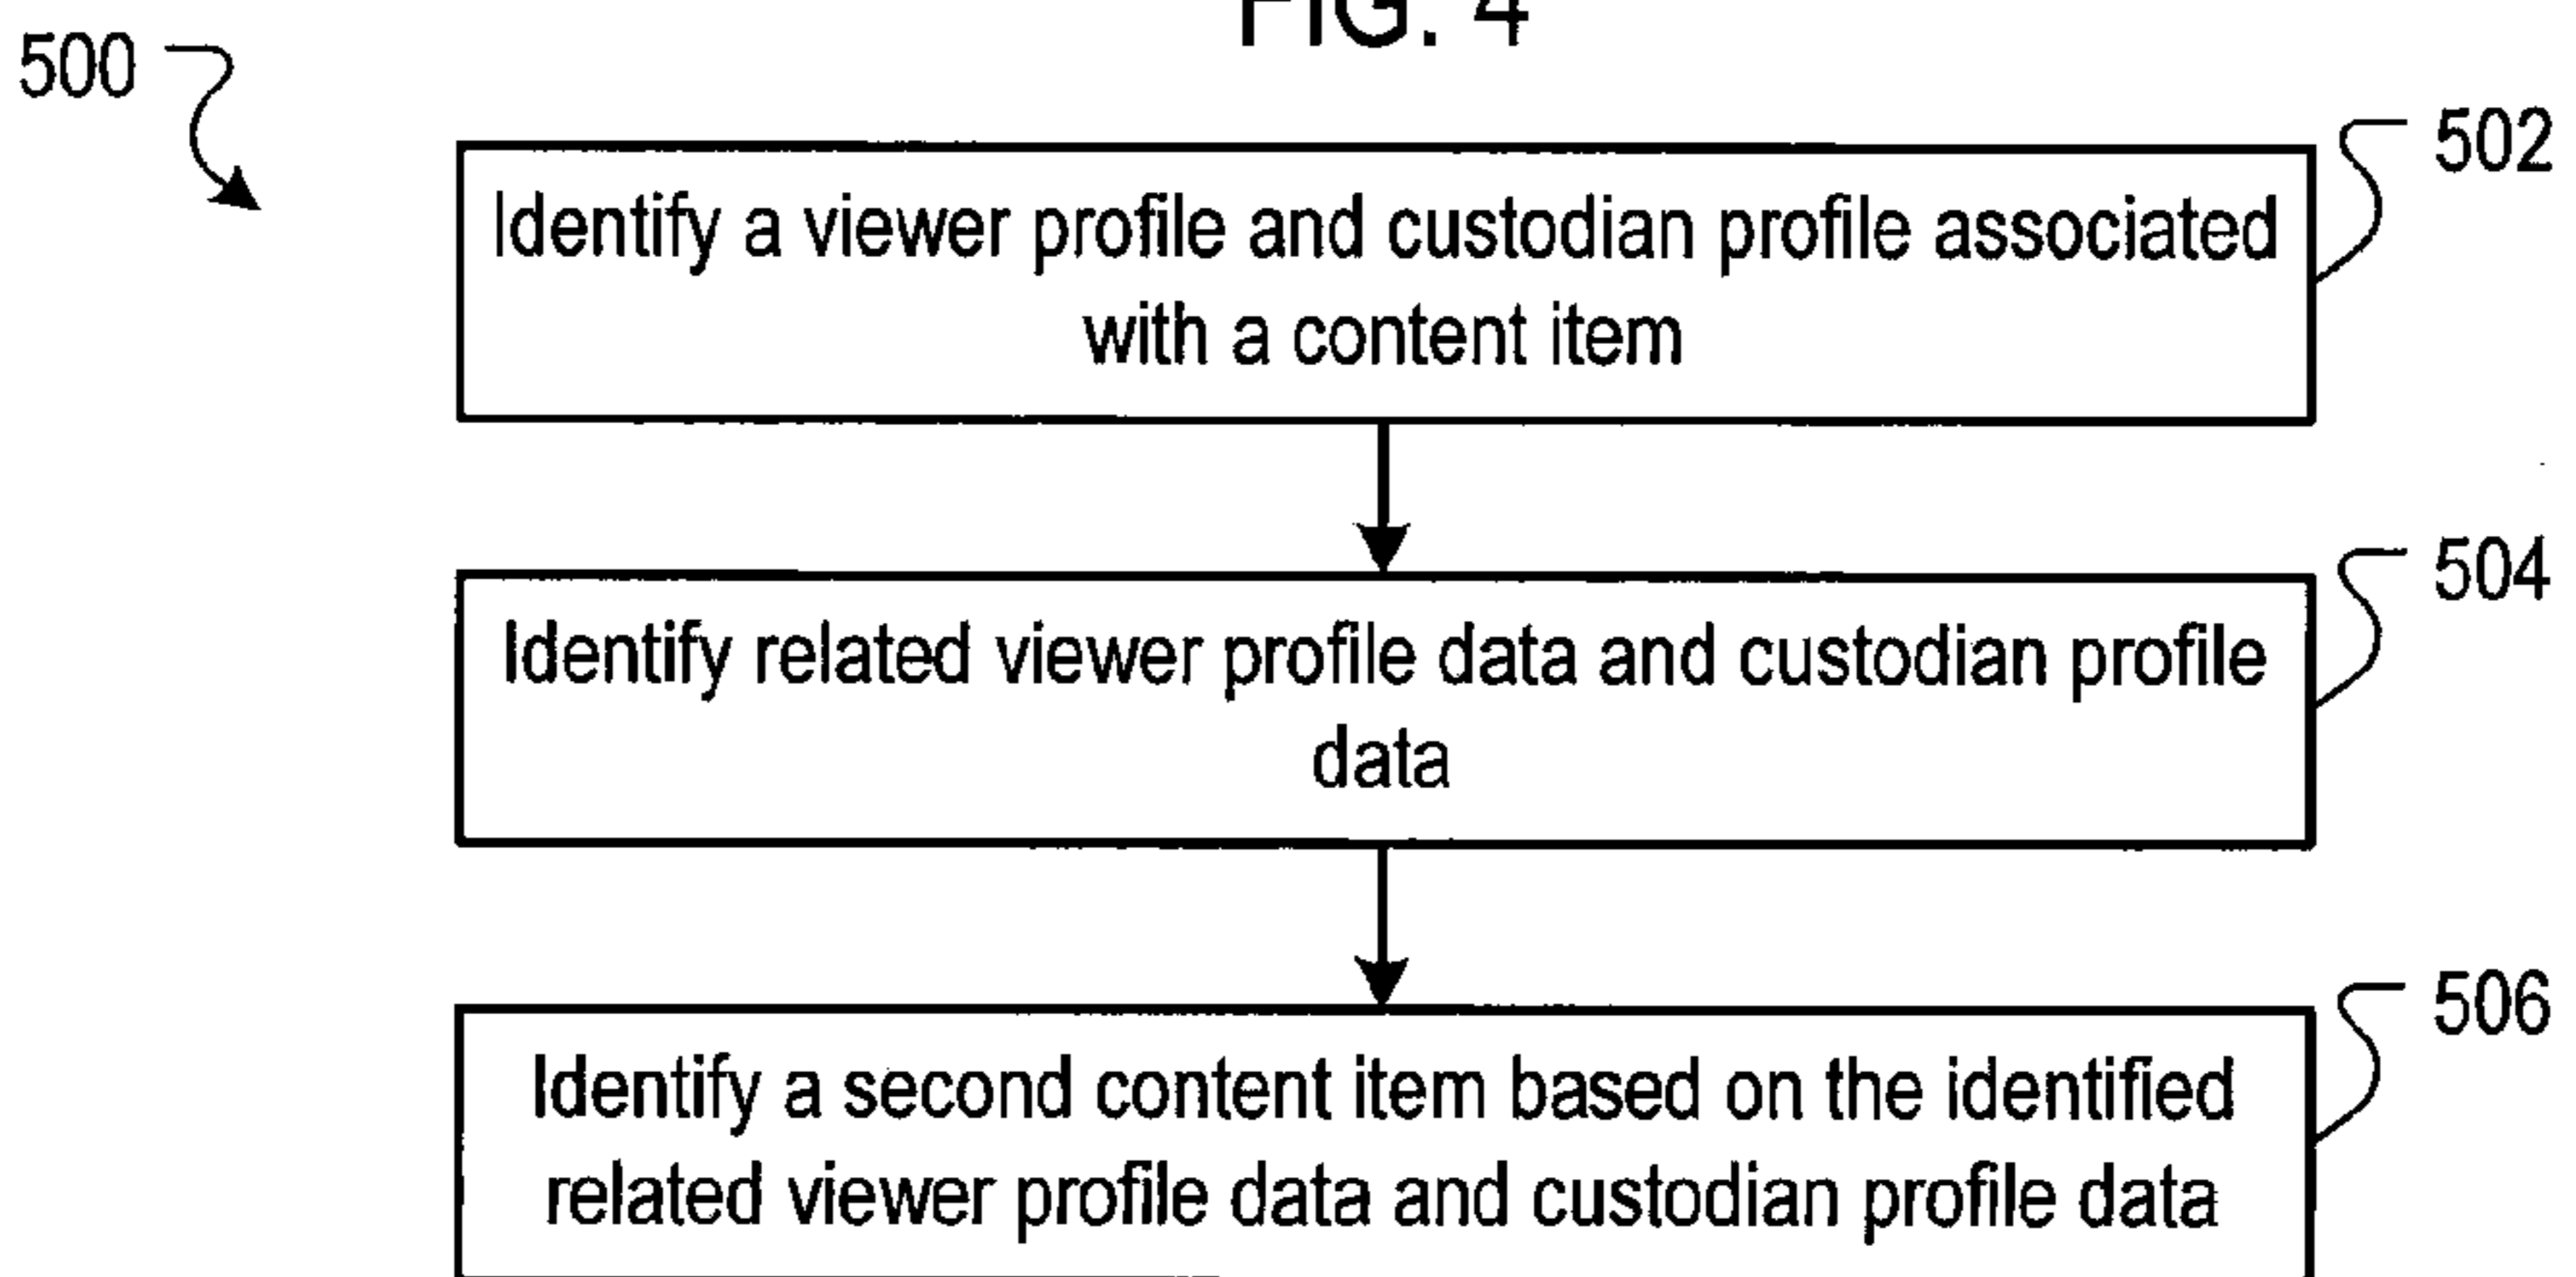 FIG. 4
500
502
Identify a viewer profile and custodian profile associated
with a content item
504
Identify related viewer profile data and custodian profile
data
506
Identify a second content item based on the identified
related viewer profile data and custodian profile data